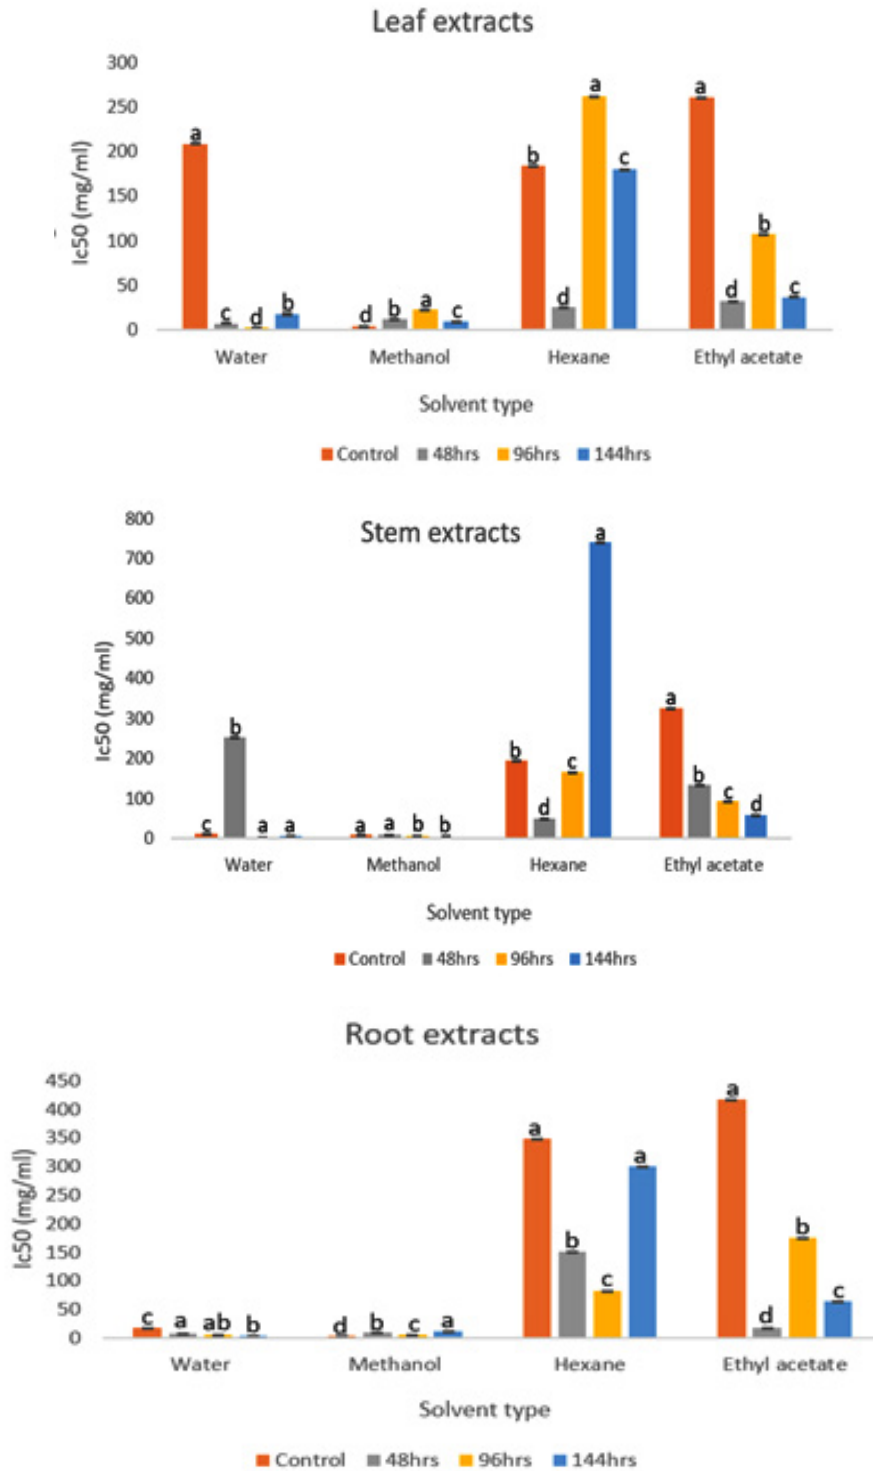 Leaf extracts
300
250
200
150
100
50
0
Ic50 (mg/ml)
a c d b
d b a c
b d a c
a d b c
Water Methanol Hexane Ethyl acetate
Solvent type
Control 48hrs 96hrs 144hrs
Stem extracts
800
700
600
500
400
300
200
100
0
Ic50 (mg/ml)
c b a a
a a b b
b d c a
a b c d
Water Methanol Hexane Ethyl acetate
Solvent type
Control 48hrs 96hrs 144hrs
Root extracts
450
400
350
300
250
200
150
100
50
0
Ic50 (mg/ml)
c a ab b
d b c a
a b c a
a d b c
Water Methanol Hexane Ethyl acetate
Solvent type
Control 48hrs 96hrs 144hrs